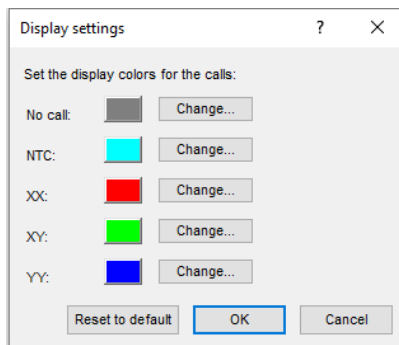 Display settings ?
Set the display colors for the calls:
No call: Change...
NTC: Change...
XX: Change...
XY: Change...
YY: Change...
Reset to default OK Cancel